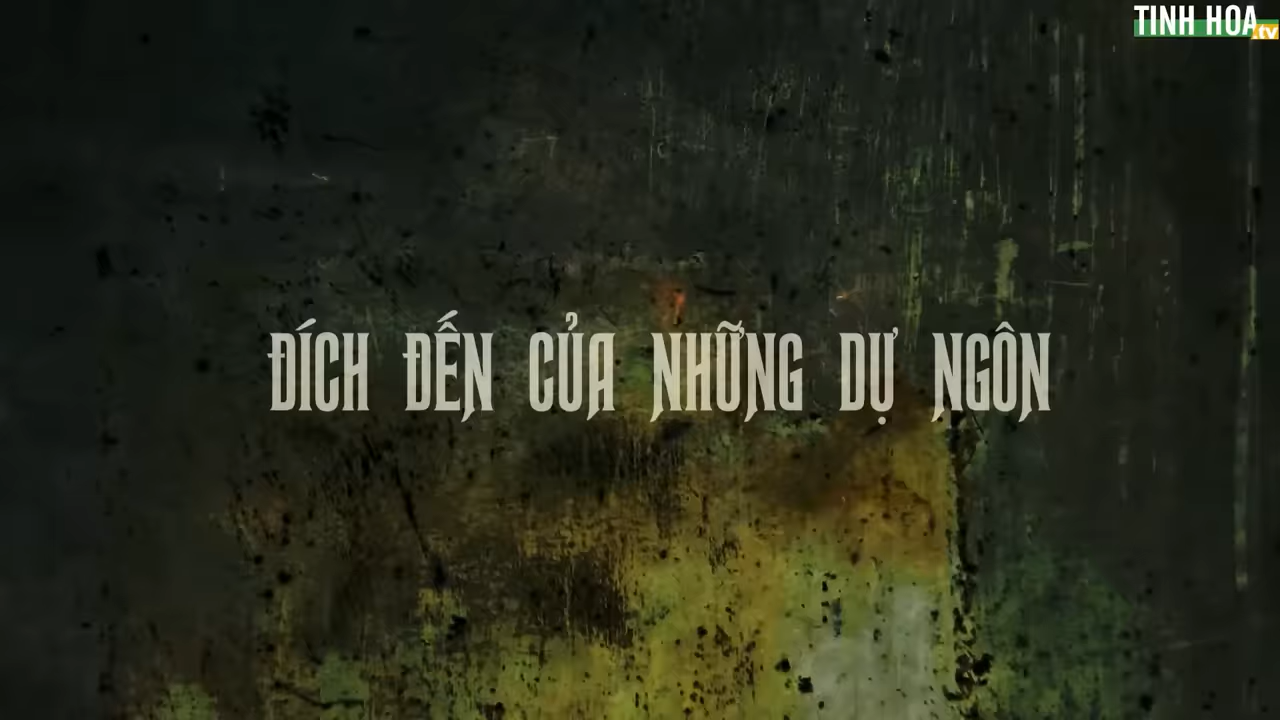 TINH HOA
.tv
ĐÍCH ĐẾN CỦA NHỮNG DỰ NGÔN